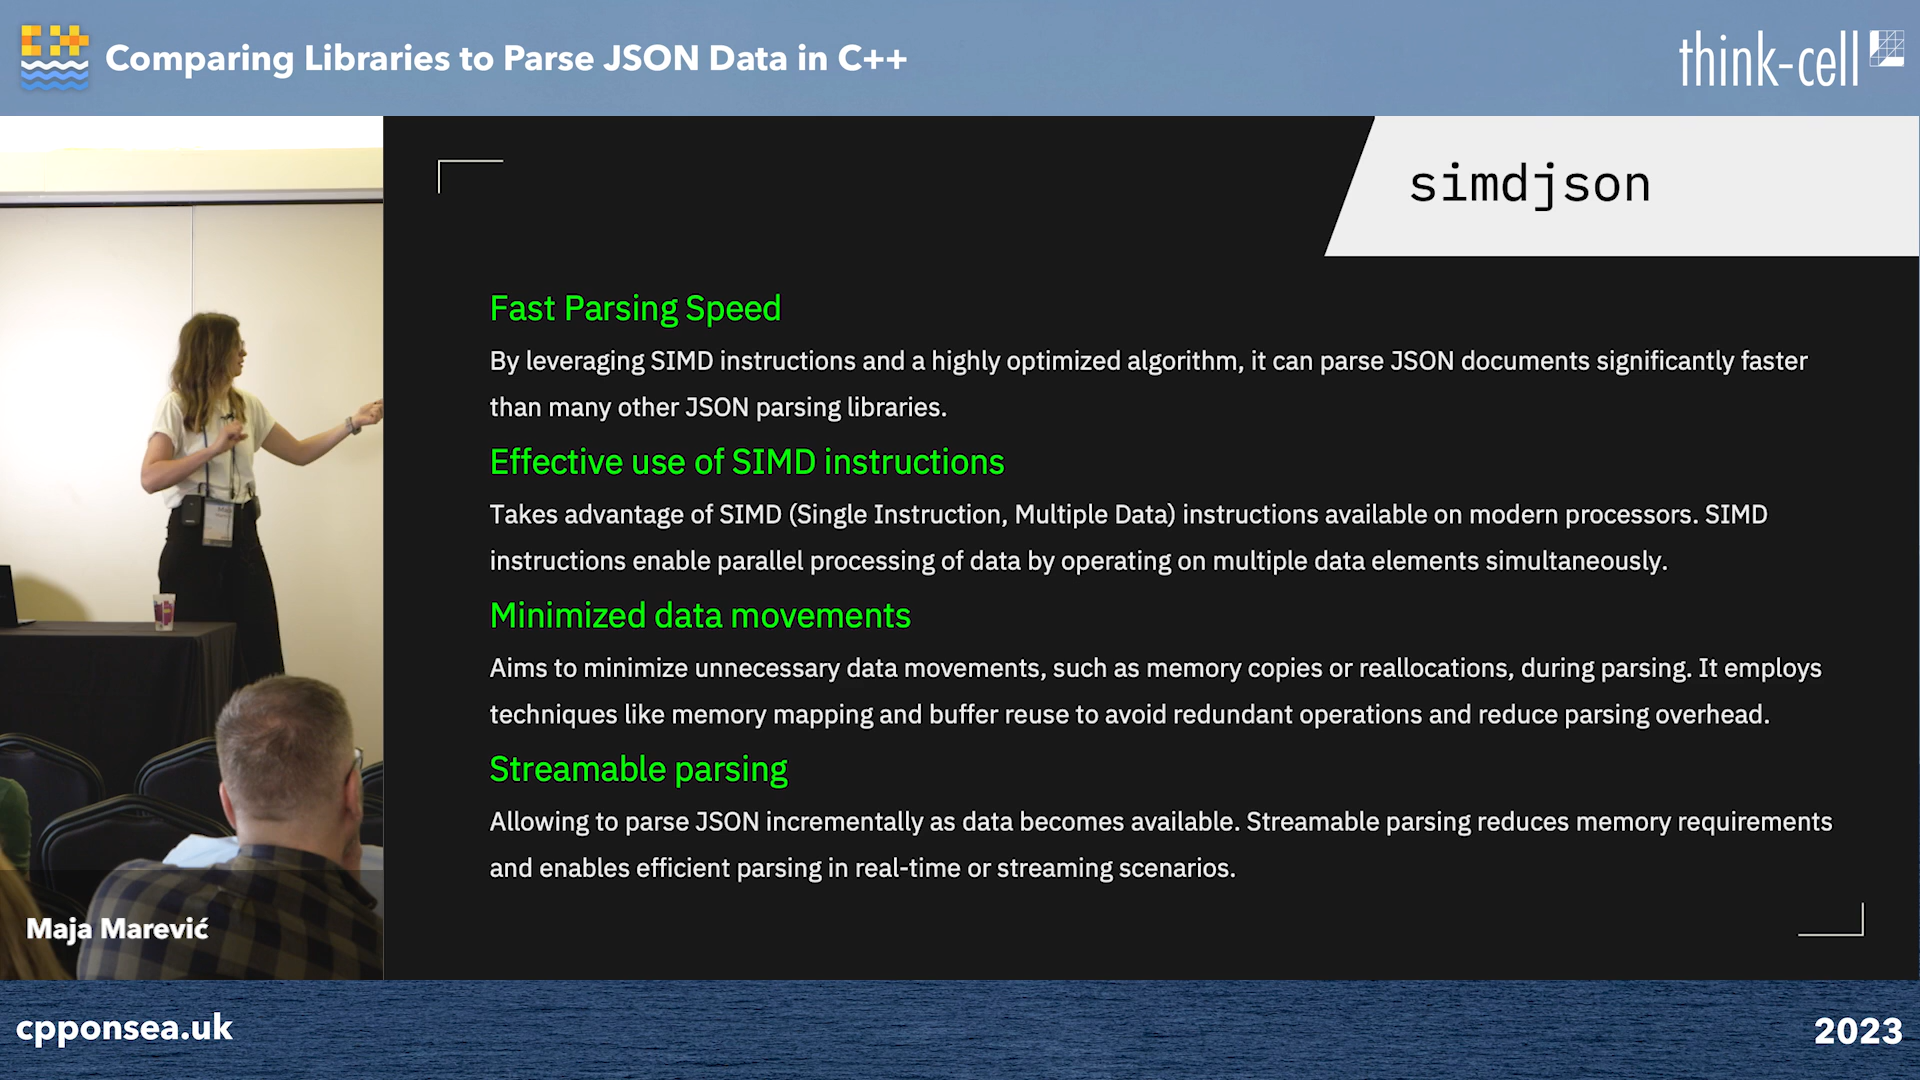 Comparing Libraries to Parse JSON Data in C++
think-cell
simdjson
Fast Parsing Speed
By leveraging SIMD instructions and a highly optimized algorithm, it can parse JSON documents significantly faster
than many other JSON parsing libraries.
Effective use of SIMD instructions
Takes advantage of SIMD (Single Instruction, Multiple Data) instructions available on modern processors. SIMD
instructions enable parallel processing of data by operating on multiple data elements simultaneously.
Minimized data movements
Aims to minimize unnecessary data movements, such as memory copies or reallocations, during parsing. It employs
techniques like memory mapping and buffer reuse to avoid redundant operations and reduce parsing overhead.
Streamable parsing
Allowing to parse JSON incrementally as data becomes available. Streamable parsing reduces memory requirements
and enables efficient parsing in real-time or streaming scenarios.
Maja Marević
cpponsea.uk
2023